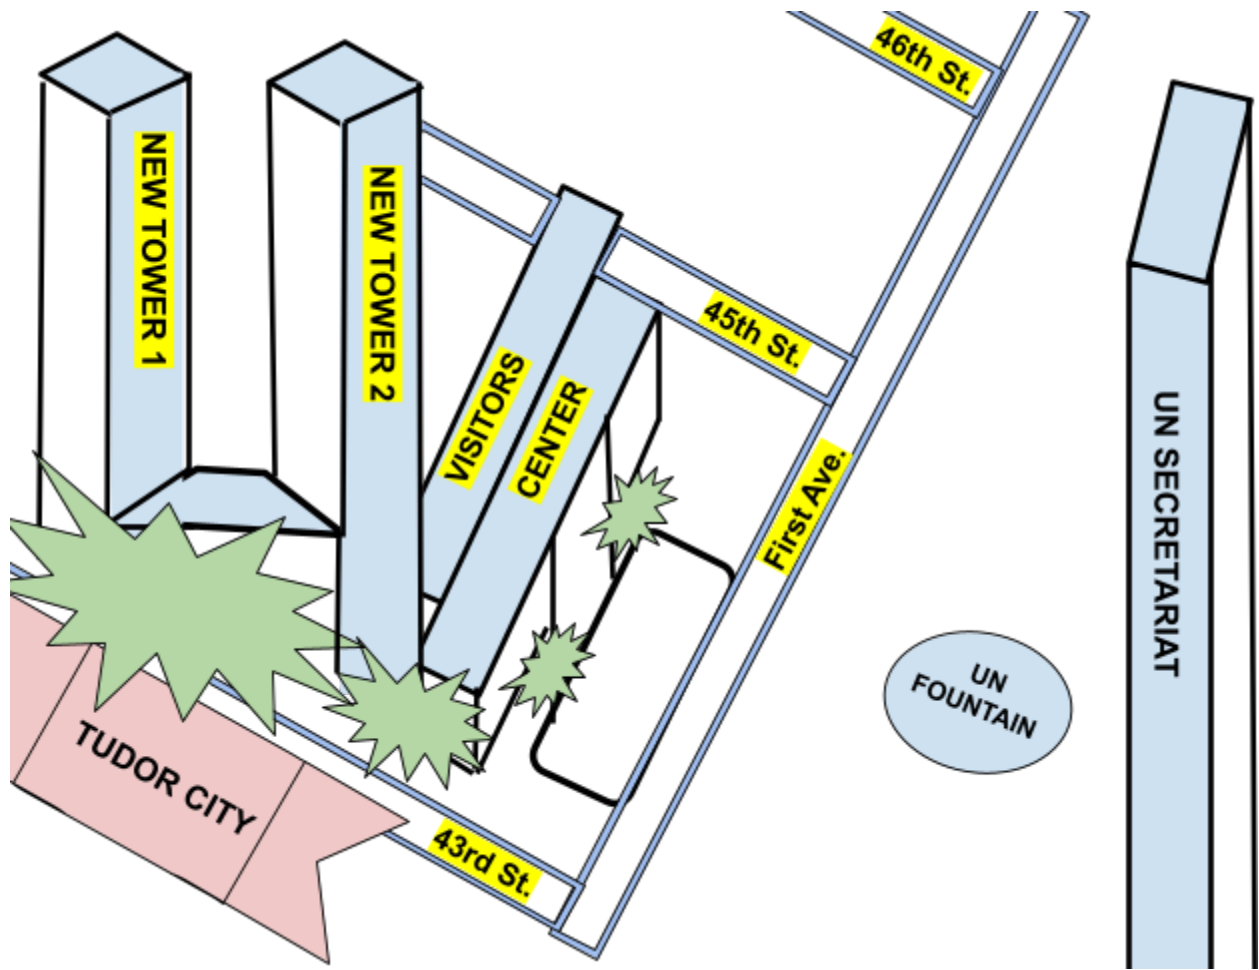 46th St.
NEW TOWER 1
NEW TOWER 2
45th St.
VISITORS
CENTER
First Ave.
UN SECRETARIAT
UN
FOUNTAIN
TUDOR CITY
43rd St.